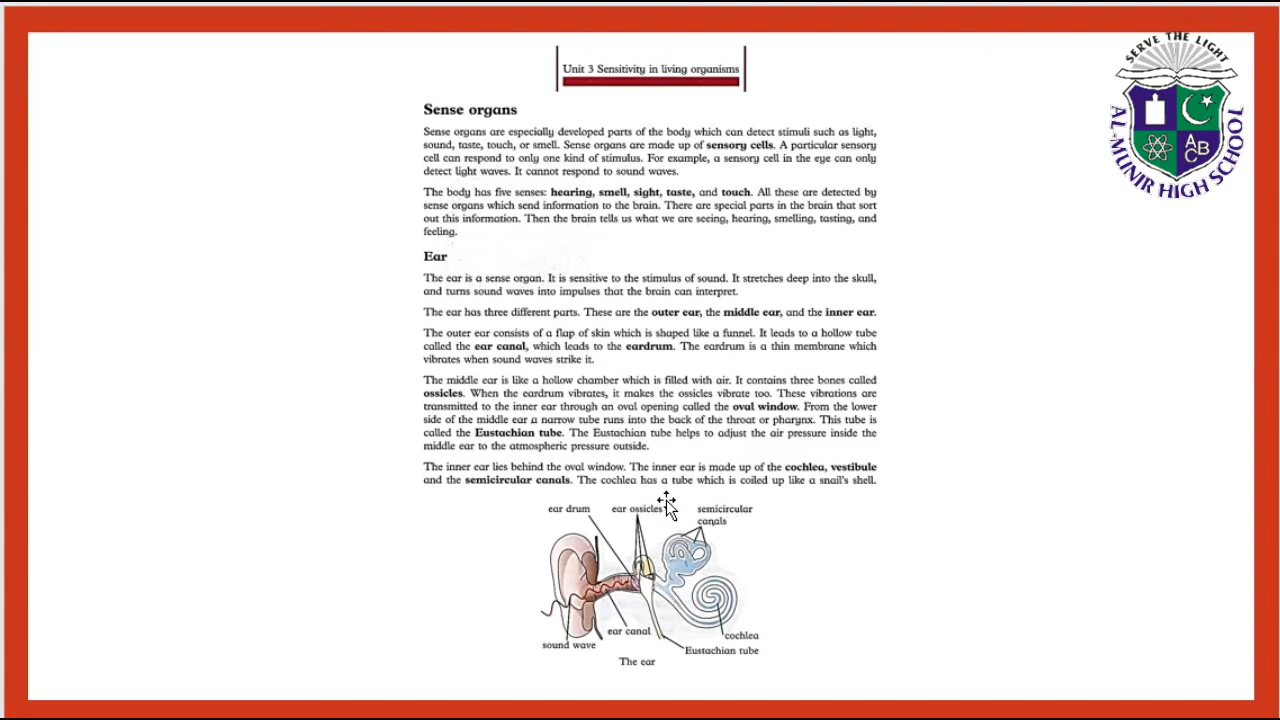 Unit 3 Sensitivity in living organisms
SERVE THE LIGHT
AL-MUNIR HIGH SCHOOL
A
B C
Sense organs
Sense organs are especially developed parts of the body which can detect stimuli such as light,
sound, taste, touch, or smell. Sense organs are made up of sensory cells. A particular sensory
cell can respond to only one kind of stimulus. For example, a sensory cell in the eye can only
detect light waves. It cannot respond to sound waves.
The body has five senses: hearing, smell, sight, taste, and touch. All these are detected by
sense organs which send information to the brain. There are special parts in the brain that sort
out this information. Then the brain tells us what we are seeing, hearing, smelling, tasting, and
feeling.
Ear
The ear is a sense organ. It is sensitive to the stimulus of sound. It stretches deep into the skull,
and turns sound waves into impulses that the brain can interpret.
The ear has three different parts. These are the outer ear, the middle ear, and the inner ear.
The outer ear consists of a flap of skin which is shaped like a funnel. It leads to a hollow tube
called the ear canal, which leads to the eardrum. The eardrum is a thin membrane which
vibrates when sound waves strike it.
The middle ear is like a hollow chamber which is filled with air. It contains three bones called
ossicles. When the eardrum vibrates, it makes the ossicles vibrate too. These vibrations are
transmitted to the inner ear through an oval opening called the oval window. From the lower
side of the middle ear a narrow tube runs into the back of the throat or pharynx. This tube is
called the Eustachian tube. The Eustachian tube helps to adjust the air pressure inside the
middle ear to the atmospheric pressure outside.
The inner ear lies behind the oval window. The inner ear is made up of the cochlea, vestibule
and the semicircular canals. The cochlea has a tube which is coiled up like a snail's shell.
ear drum
ear ossicles
semicircular
canals
ear canal
sound wave
cochlea
Eustachian tube
The ear